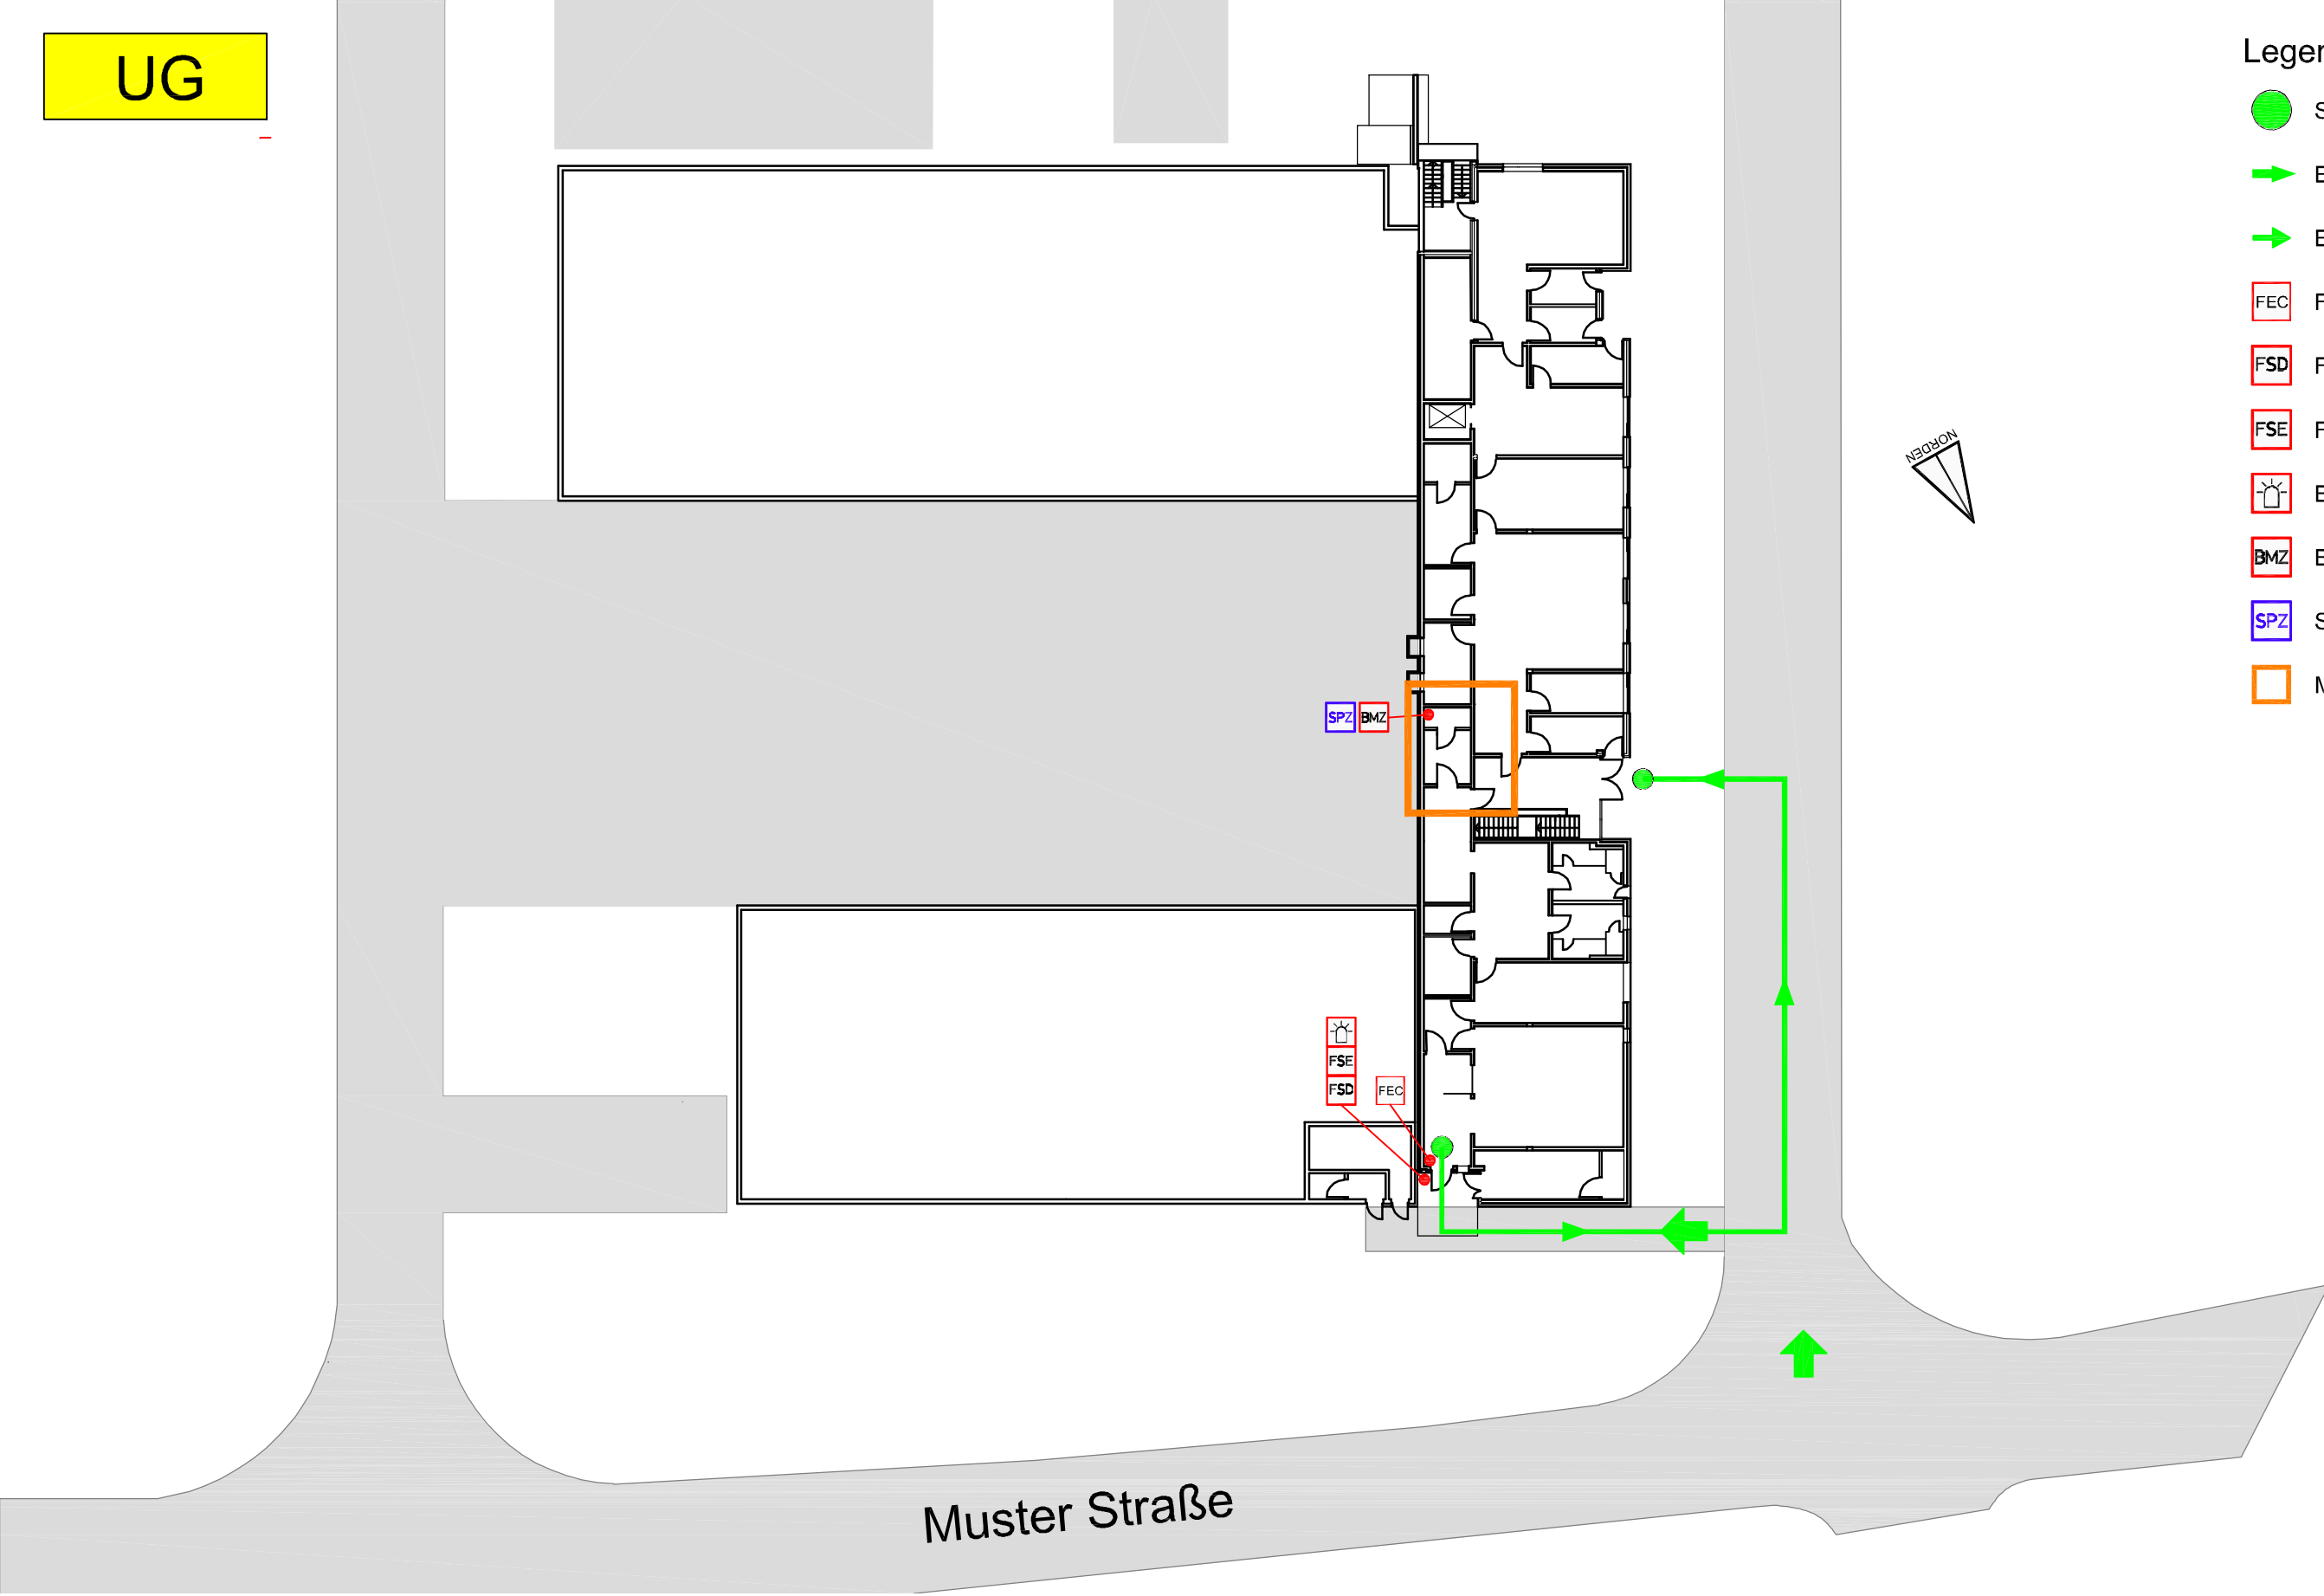 UG
Legen
S
E
E
FEC F
FSD F
FSE F
E
BMZ E
SPZ S
M
NORDEN
SPZ BMZ
FSE
FSD FEC
Muster Straße